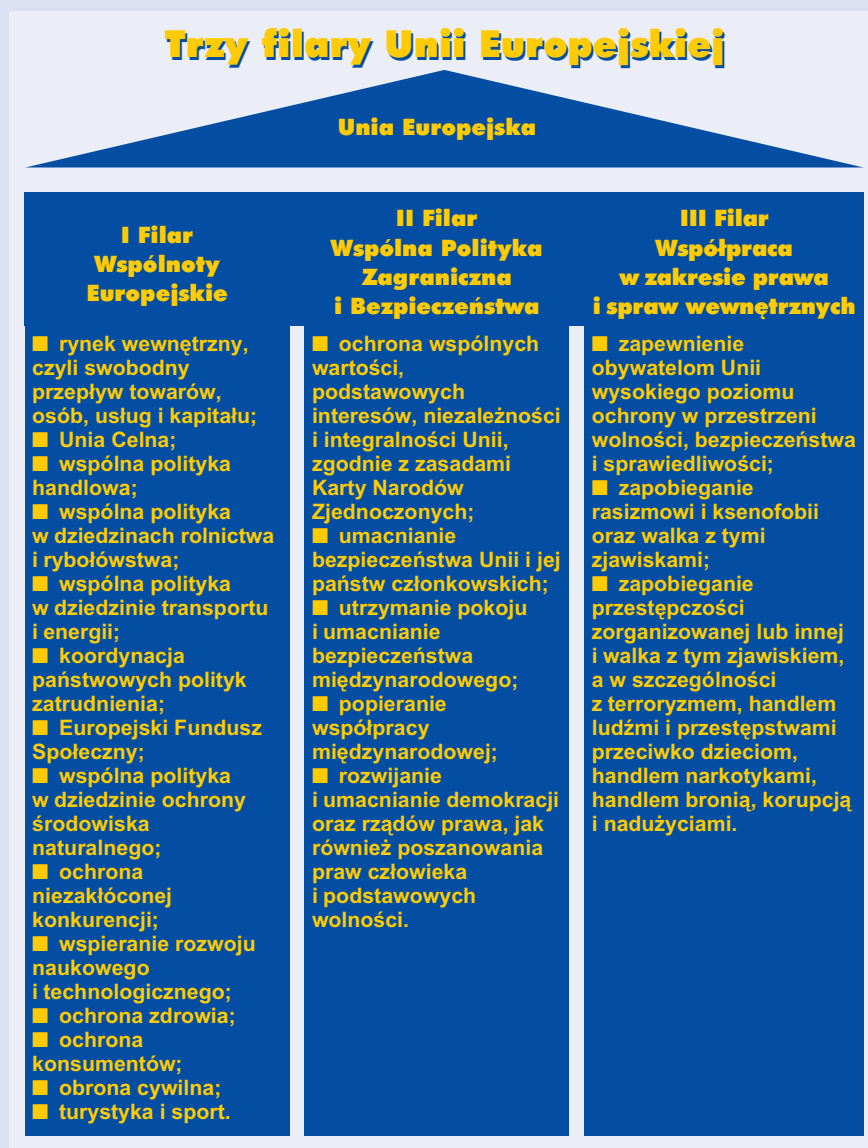 Trzy filary Unii Europejskiej
Unia Europejska
I Filar
Wspólnoty
Europejskie
■ rynek wewnętrzny,
czyli swobodny
przepływ towarów,
osób, usług i kapitału;
■ Unia Celna;
■ wspólna polityka
handlowa;
■ wspólna polityka
w dziedzinach rolnictwa
i rybołówstwa;
■ wspólna polityka
w dziedzinie transportu
i energii;
■ koordynacja
państwowych polityk
zatrudnienia;
■ Europejski Fundusz
Społeczny;
■ wspólna polityka
w dziedzinie ochrony
środowiska
naturalnego;
■ ochrona
niezakłóconej
konkurencji;
■ wspieranie rozwoju
naukowego
i technologicznego;
■ ochrona zdrowia;
■ ochrona
konsumentów;
■ obrona cywilna;
■ turystyka i sport.
II Filar
Wspólna Polityka
Zagraniczna
i Bezpieczeństwa
■ ochrona wspólnych
wartości,
podstawowych
interesów, niezależności
i integralności Unii,
zgodnie z zasadami
Karty Narodów
Zjednoczonych;
■ umacnianie
bezpieczeństwa Unii i jej
państw członkowskich;
■ utrzymanie pokoju
i umacnianie
bezpieczeństwa
międzynarodowego;
■ popieranie
współpracy
międzynarodowej;
■ rozwijanie
i umacnianie demokracji
oraz rządów prawa, jak
również poszanowania
praw człowieka
i podstawowych
wolności.
III Filar
Współpraca
w zakresie prawa
i spraw wewnętrznych
■ zapewnienie
obywatelom Unii
wysokiego poziomu
ochrony w przestrzeni
wolności, bezpieczeństwa
i sprawiedliwości;
■ zapobieganie
rasizmowi i ksenofobii
oraz walka z tymi
zjawiskami;
■ zapobieganie
przestępczości
zorganizowanej lub innej
i walka z tym zjawiskiem,
a w szczególności
z terroryzmem, handlem
ludźmi i przestępstwami
przeciwko dzieciom,
handlem narkotykami,
handlem bronią, korupcją
i nadużyciami.